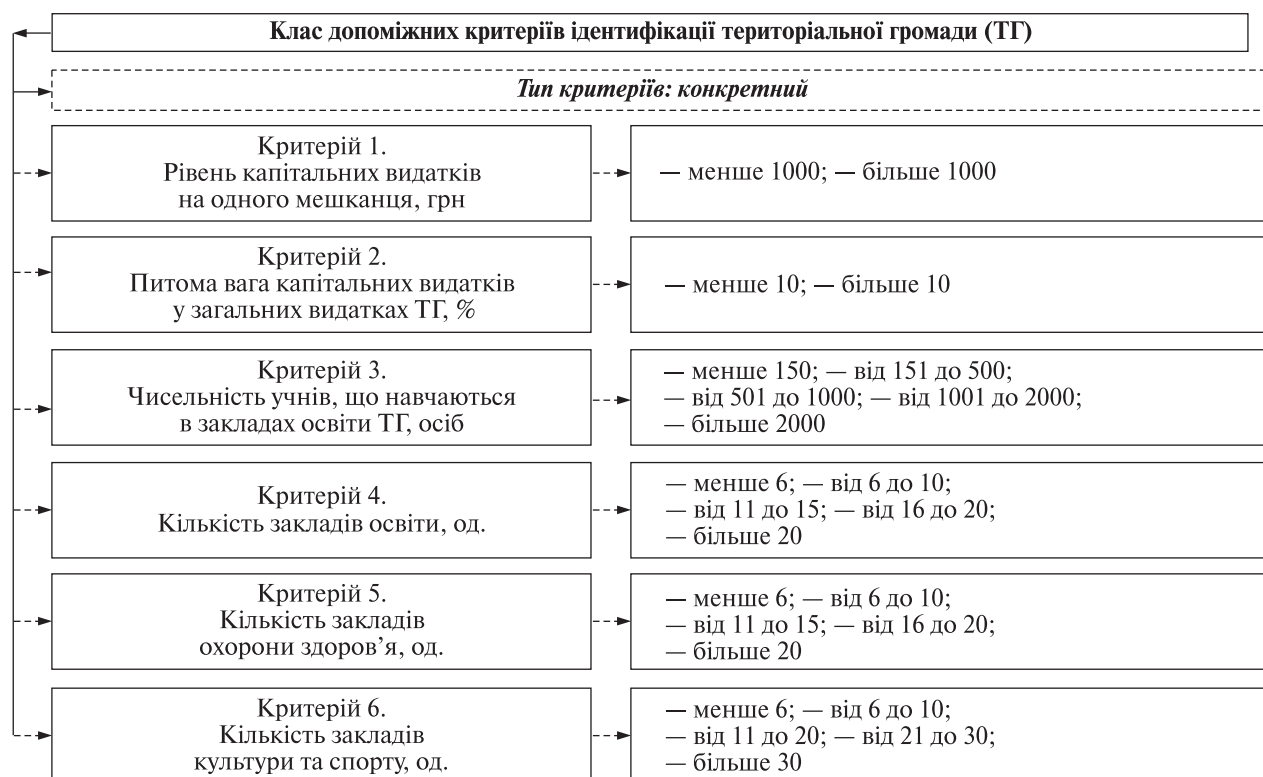 Клас допоміжних критеріїв ідентифікації територіальної громади (ТГ)
Тип критеріїв: конкретний
Критерій 1.
Рівень капітальних видатків
на одного мешканця, грн
— менше 1000; — більше 1000
Критерій 2.
Питома вага капітальних видатків
у загальних видатках ТГ, %
— менше 10; — більше 10
Критерій 3.
Чисельність учнів, що навчаються
в закладах освіти ТГ, осіб
— менше 150; — від 151 до 500;
— від 501 до 1000; — від 1001 до 2000;
— більше 2000
Критерій 4.
Кількість закладів освіти, од.
— менше 6; — від 6 до 10;
— від 11 до 15; — від 16 до 20;
— більше 20
Критерій 5.
Кількість закладів
охорони здоров’я, од.
— менше 6; — від 6 до 10;
— від 11 до 15; — від 16 до 20;
— більше 20
Критерій 6.
Кількість закладів
культури та спорту, од.
— менше 6; — від 6 до 10;
— від 11 до 20; — від 21 до 30;
— більше 30